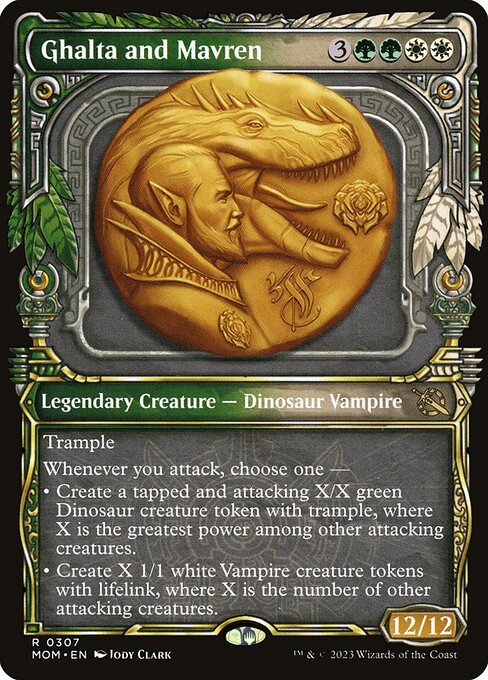 Ghalta and Mavren 3
Legendary Creature — Dinosaur Vampire
Trample
Whenever you attack, choose one —
• Create a tapped and attacking X/X green
Dinosaur creature token with trample, where
X is the greatest power among other attacking
creatures.
• Create X 1/1 white Vampire creature tokens
with lifelink, where X is the number of other
attacking creatures.
12/12
R 0307
MOM • EN Jody Clark
™ & © 2023 Wizards of the Coast